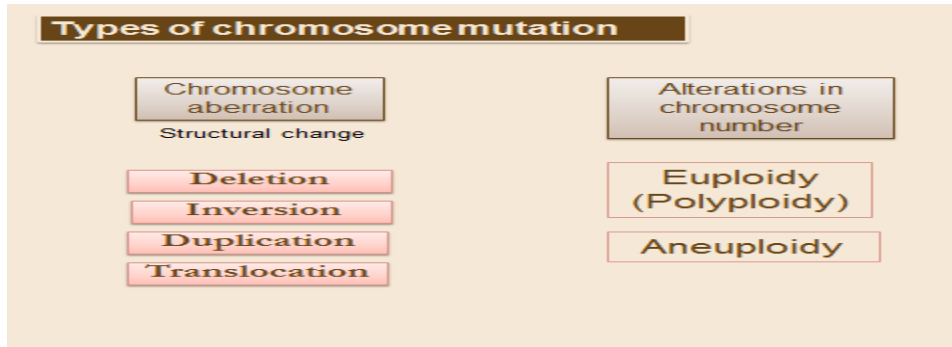 Types of chromosome mutation
Chromosome
aberration
Structural change
Deletion
Inversion
Duplication
Translocation
Alterations in
chromosome
number
Euploidy
(Polyploidy)
Aneuploidy